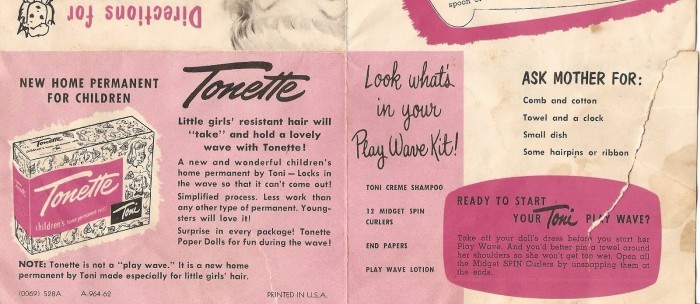 Directions for
spoon
NEW HOME PERMANENT
FOR CHILDREN
Tonette
Tonette
children's home permanent
Toni
Tonette
Little girls' resistant hair will
"take" and hold a lovely
wave with Tonette!
A new and wonderful children's
home permanent by Toni — Locks in
the wave so that it can't come out!
Simplified process. Less work than
any other type of permanent. Young-
sters will love it!
Surprise in every package! Tonette
Paper Dolls for fun during the wave!
NOTE: Tonette is not a "play wave." It is a new home
permanent by Toni made especially for little girls' hair.
(0069) 528A A-964-62 PRINTED IN U.S.A.
Look what's
in your
Play Wave Kit!
TONI CREME SHAMPOO
12 MIDGET SPIN
CURLERS
END PAPERS
PLAY WAVE LOTION
ASK MOTHER FOR:
Comb and cotton
Towel and a clock
Small dish
Some hairpins or ribbon
READY TO START
YOUR Toni PLAY WAVE?
Take off your doll's dress before you start her
Play Wave. And you'd better pin a towel around
her shoulders so she won't get too wet. Open all
the Midget SPIN Curlers by unsnapping them at
the ends.